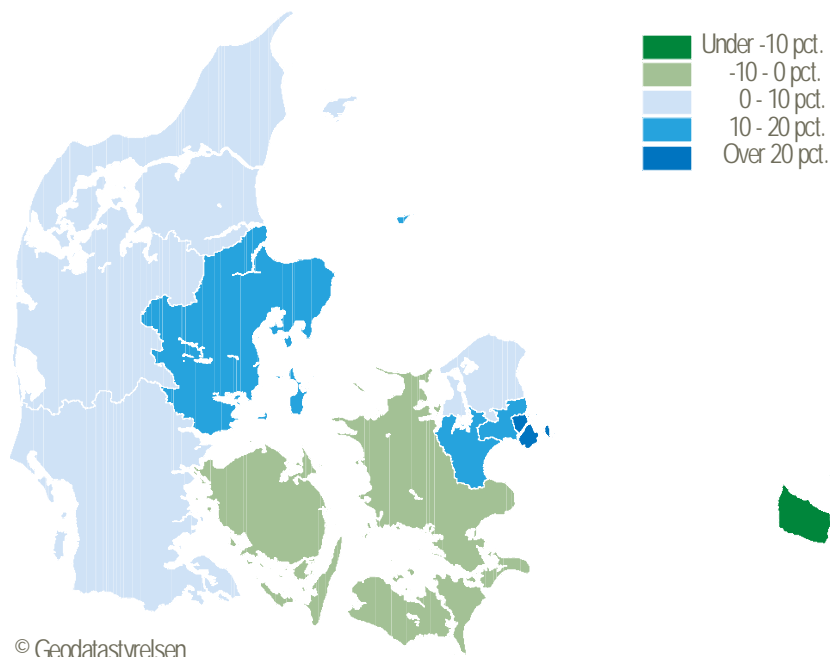 Under -10 pct.
-10 - 0 pct.
0 - 10 pct.
10 - 20 pct.
Over 20 pct.
© Geodatastyrelsen